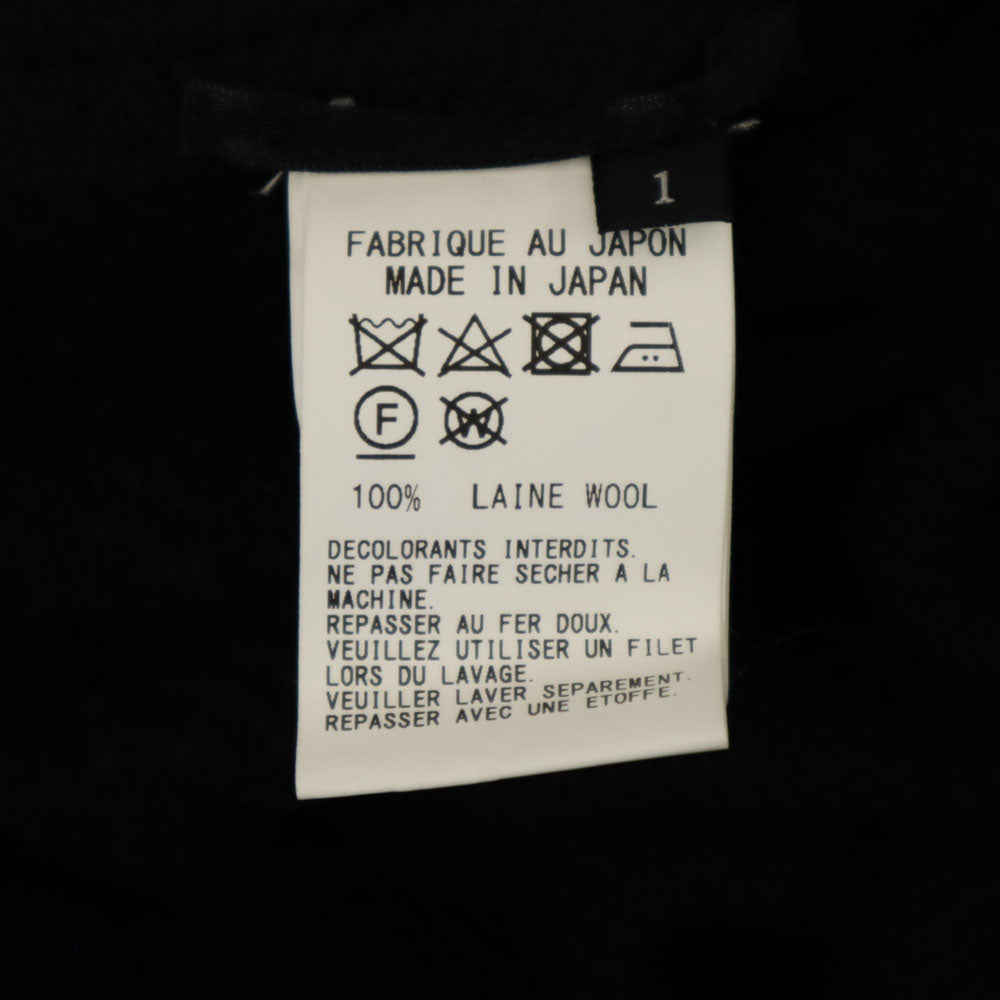 1
FABRIQUE AU JAPON
MADE IN JAPAN
F W
100% LAINE WOOL
DECOLORANTS INTERDITS.
NE PAS FAIRE SECHER A LA
MACHINE.
REPASSER AU FER DOUX.
VEUILLEZ UTILISER UN FILET
LORS DU LAVAGE.
VEUILLER LAVER SEPAREMENT.
REPASSER AVEC UNE ETOFFE.